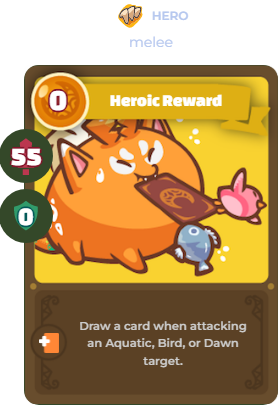 HERO
melee
0
Heroic Reward
55
0
Draw a card when attacking
an Aquatic, Bird, or Dawn
target.